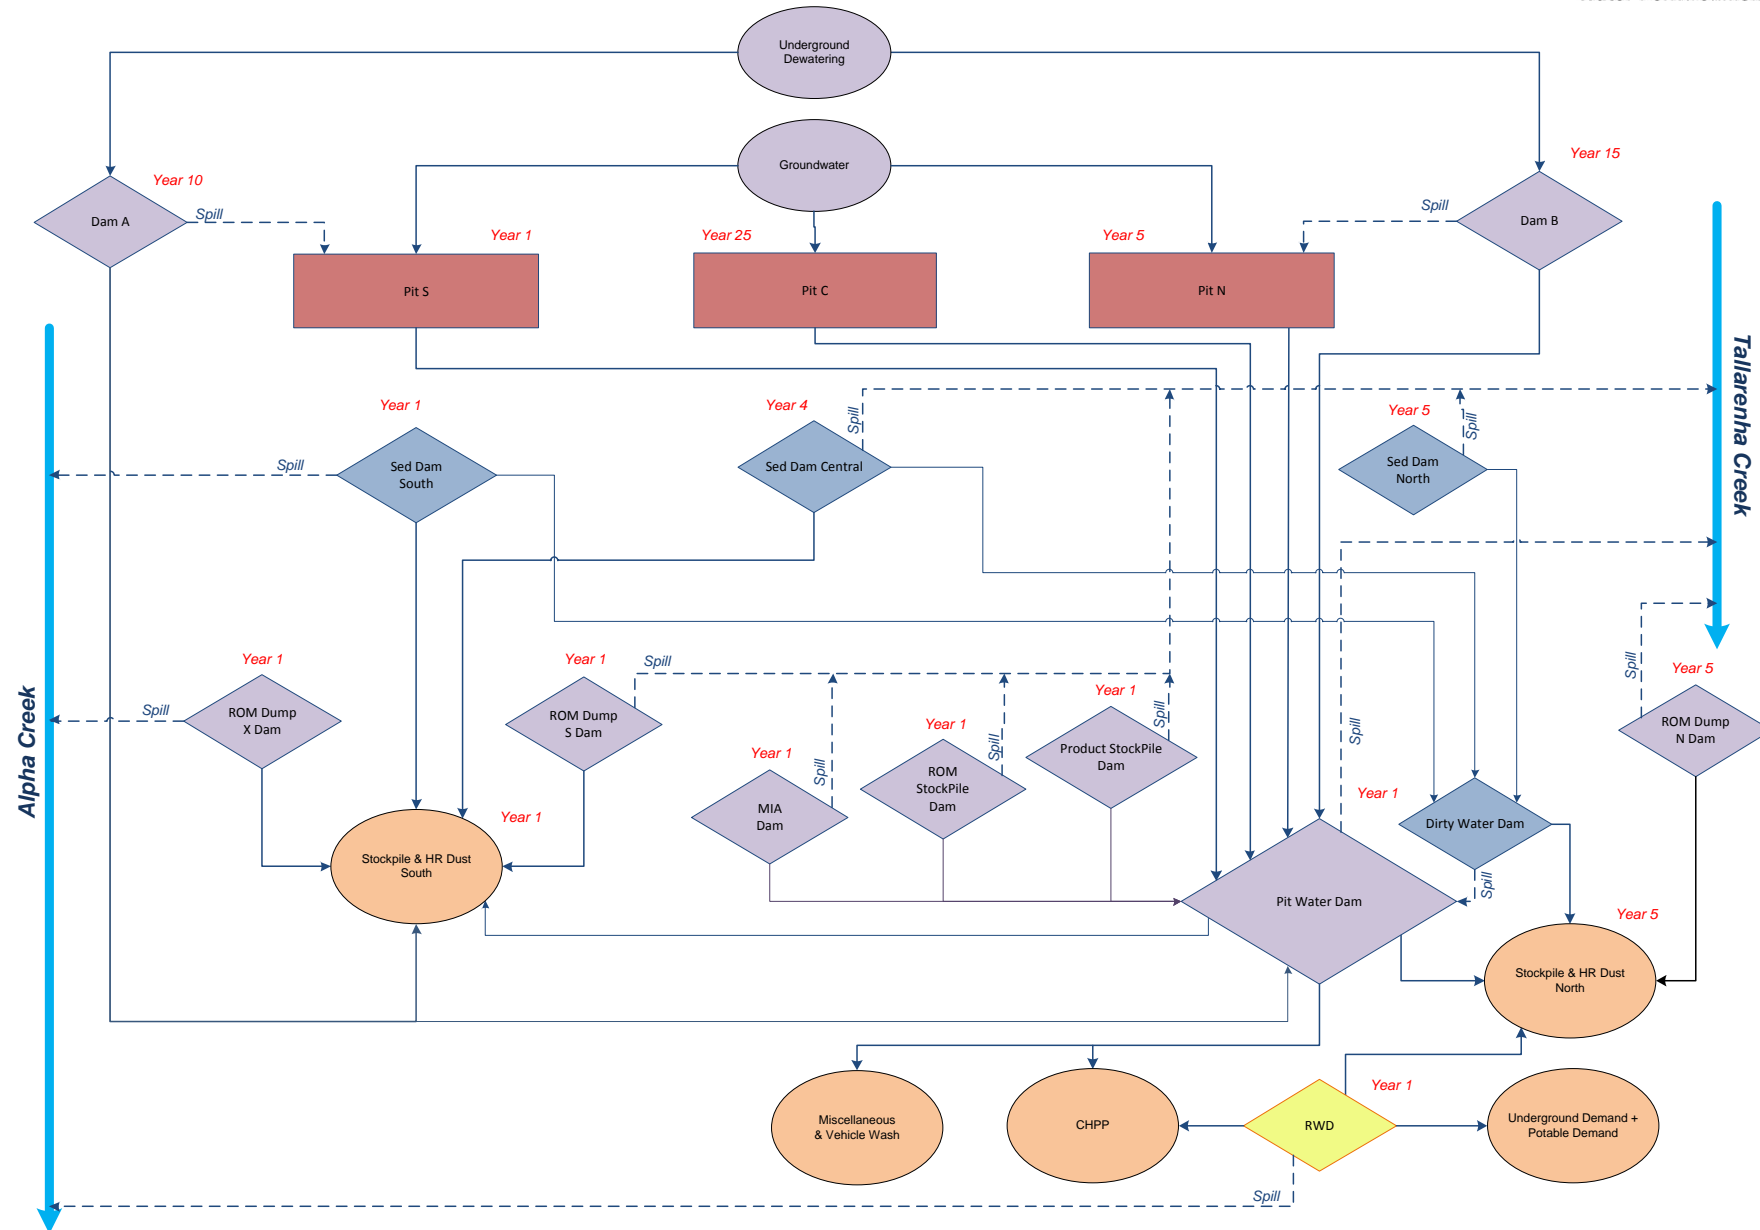 Underground
Dewatering
Groundwater
Year 10
Year 15
Dam A
Spill
Spill
Dam B
Year 1
Year 25
Year 5
Pit S
Pit C
Pit N
Tallarenha Creek
Year 1
Year 4
Year 5
Spill
Spill
Spill
Sed Dam
South
Sed Dam Central
Sed Dam
North
Alpha Creek
Year 1
Year 1
Spill
Year 1
Spill
Year 5
Spill
ROM Dump
X Dam
ROM Dump
S Dam
Spill
Spill
ROM Dump
N Dam
Year 1
Year 1
Product StockPile
Dam
Spill
Spill
MIA
Dam
ROM
StockPile
Dam
Year 1
Year 1
Dirty Water Dam
Stockpile & HR Dust
South
Spill
Pit Water Dam
Year 5
Stockpile & HR Dust
North
Year 1
Miscellaneous
& Vehicle Wash
CHPP
RWD
Underground Demand +
Potable Demand
Spill